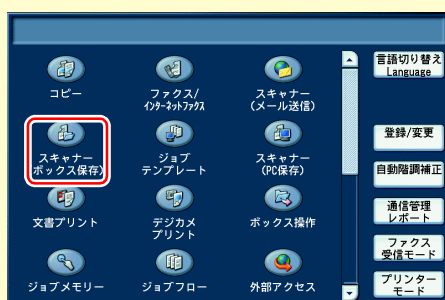 コピー
ファクス/
インターネットファクス
スキャナー
(メール送信)
スキャナー
(ボックス保存)
ジョブ
テンプレート
スキャナー
(PC保存)
文書プリント
デジカメ
プリント
ボックス操作
ジョブメモリー
ジョブフロー
外部アクセス
言語切り替え
Language
登録/変更
自動階調補正
通信管理
レポート
ファクス
受信モード
プリンター
モード